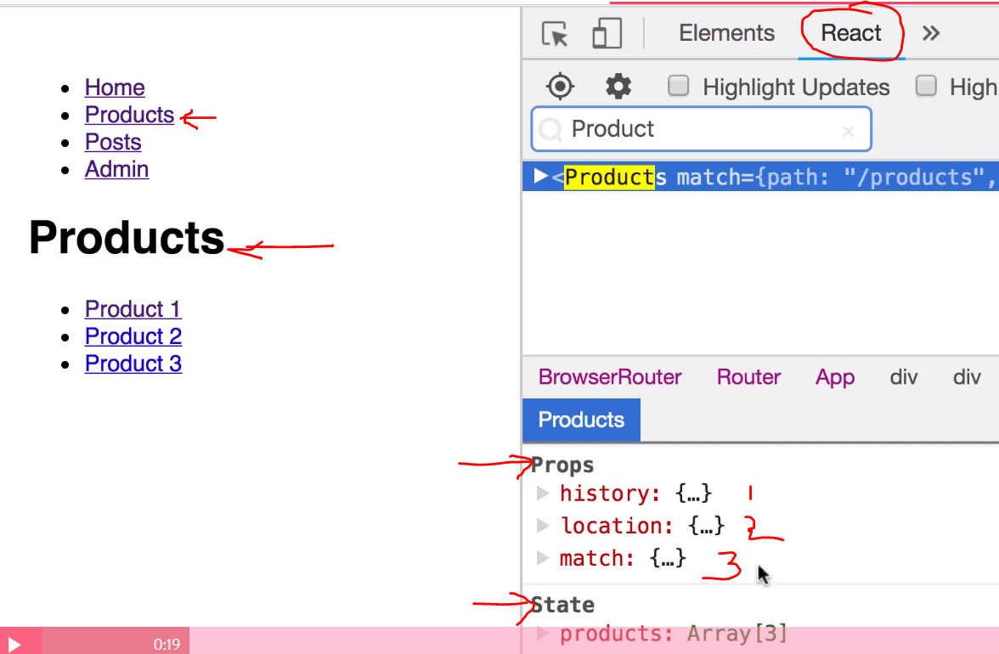 Home
Products
Posts
Admin
Products
Product 1
Product 2
Product 3
Elements React »
Highlight Updates High
Product ×
<Products match={path: "/products",
BrowserRouter Router App div div
Products
Props
history: {…} 1
location: {…} 2
match: {…} 3
State
products: Array[3]
0:19